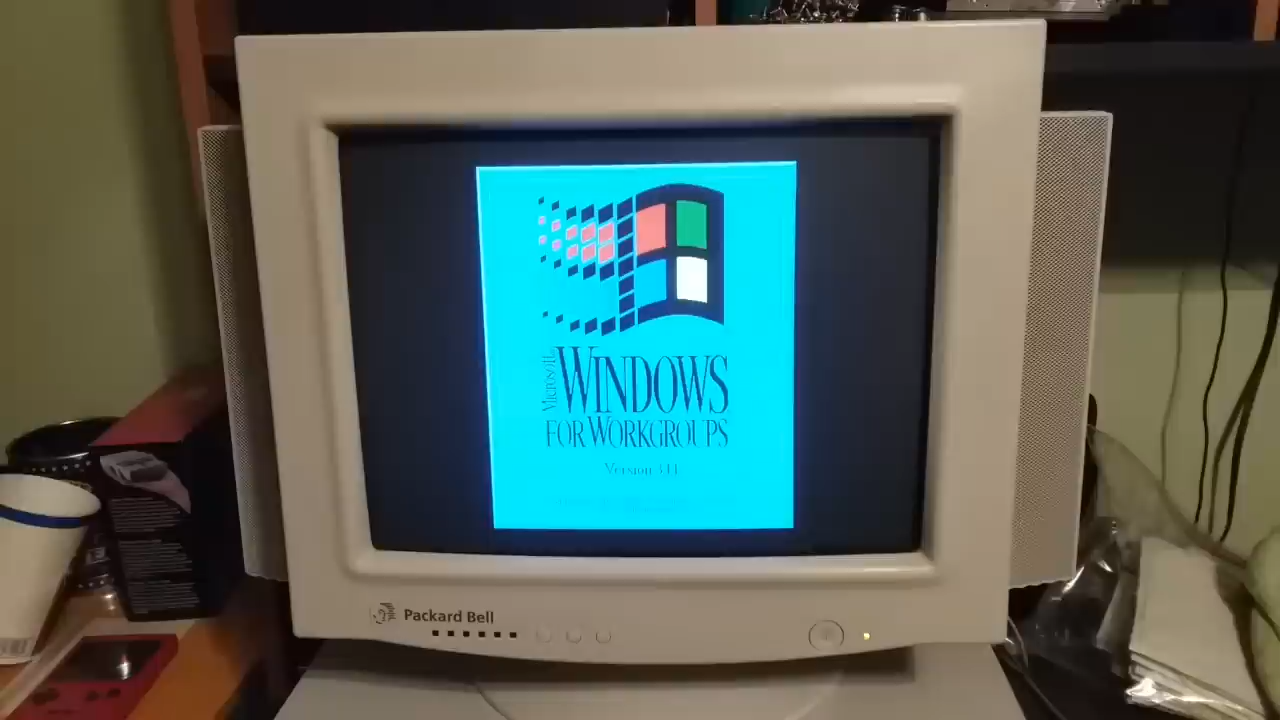 Microsoft
WINDOWS
FOR WORKGROUPS
Version 3.11
Packard Bell